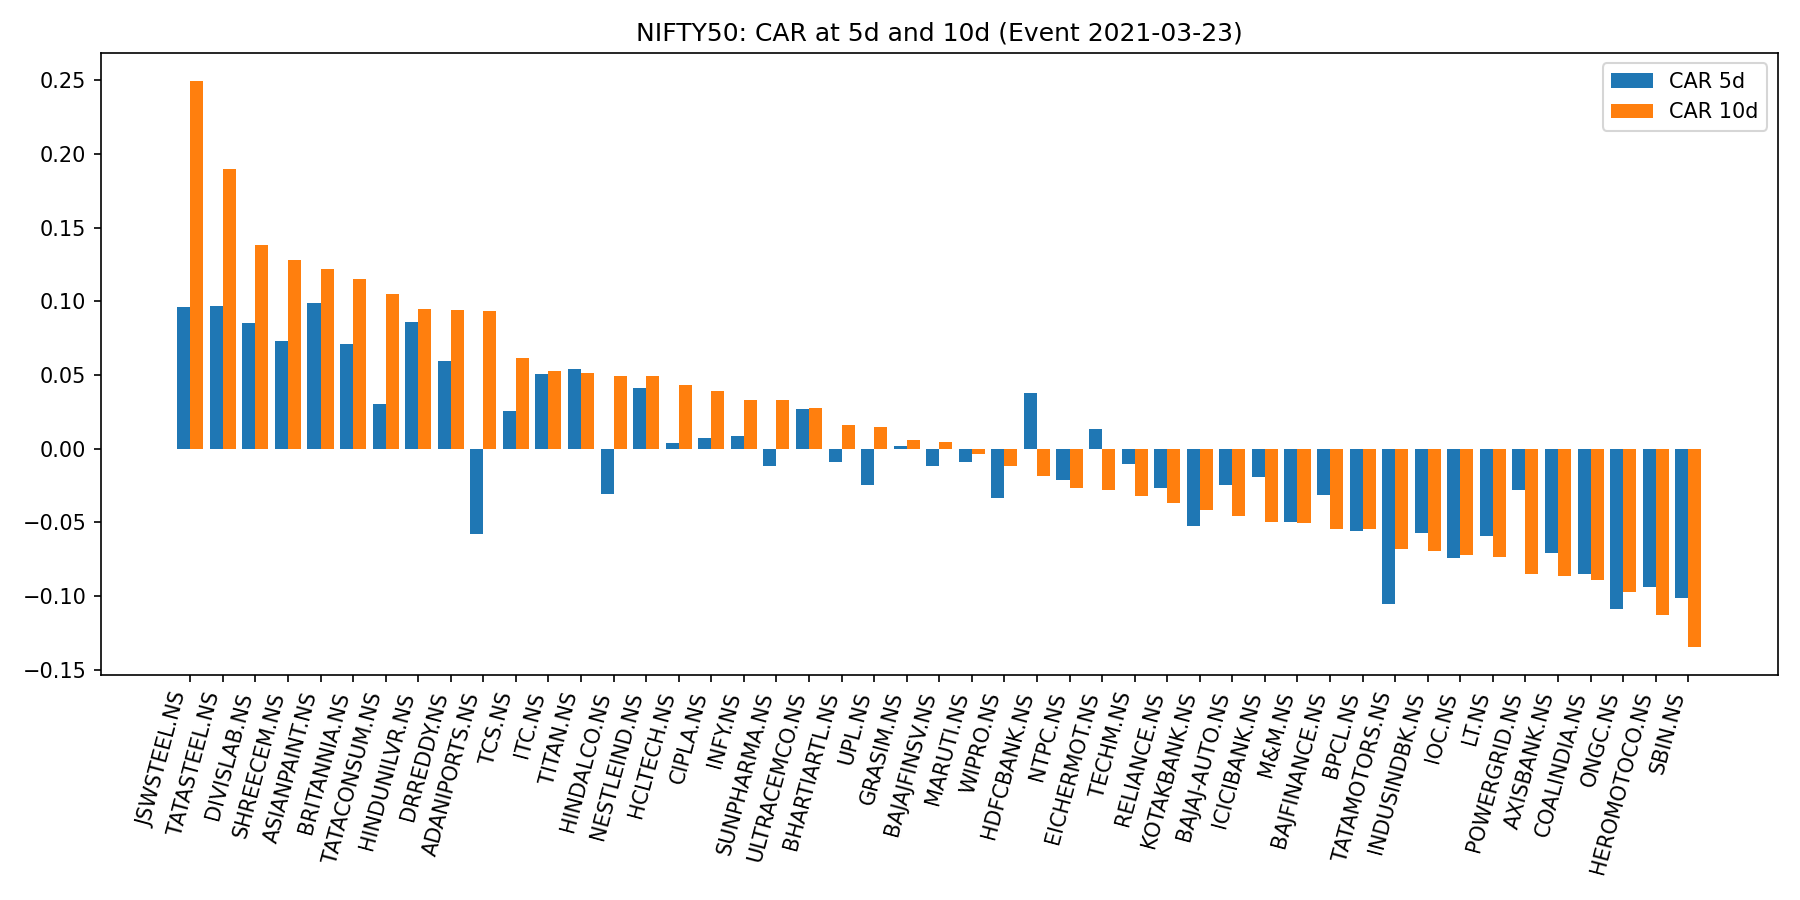 NIFTY50: CAR at 5d and 10d (Event 2021-03-23)
CAR 5d
CAR 10d
0.25
0.20
0.15
0.10
0.05
0.00
−0.05
−0.10
−0.15
JSWSTEEL.NS
TATASTEEL.NS
DIVISLAB.NS
SHREECEM.NS
ASIANPAINT.NS
BRITANNIA.NS
TATACONSUM.NS
HINDUNILVR.NS
DRREDDY.NS
ADANIPORTS.NS
TCS.NS
ITC.NS
TITAN.NS
HINDALCO.NS
NESTLEIND.NS
HCLTECH.NS
CIPLA.NS
INFY.NS
SUNPHARMA.NS
ULTRACEMCO.NS
BHARTIARTL.NS
UPL.NS
GRASIM.NS
BAJAJFINSV.NS
MARUTI.NS
WIPRO.NS
HDFCBANK.NS
NTPC.NS
EICHERMOT.NS
TECHM.NS
RELIANCE.NS
KOTAKBANK.NS
BAJAJ-AUTO.NS
ICICIBANK.NS
M&M.NS
BAJFINANCE.NS
BPCL.NS
TATAMOTORS.NS
INDUSINDBK.NS
IOC.NS
LT.NS
POWERGRID.NS
AXISBANK.NS
COALINDIA.NS
ONGC.NS
HEROMOTOCO.NS
SBIN.NS